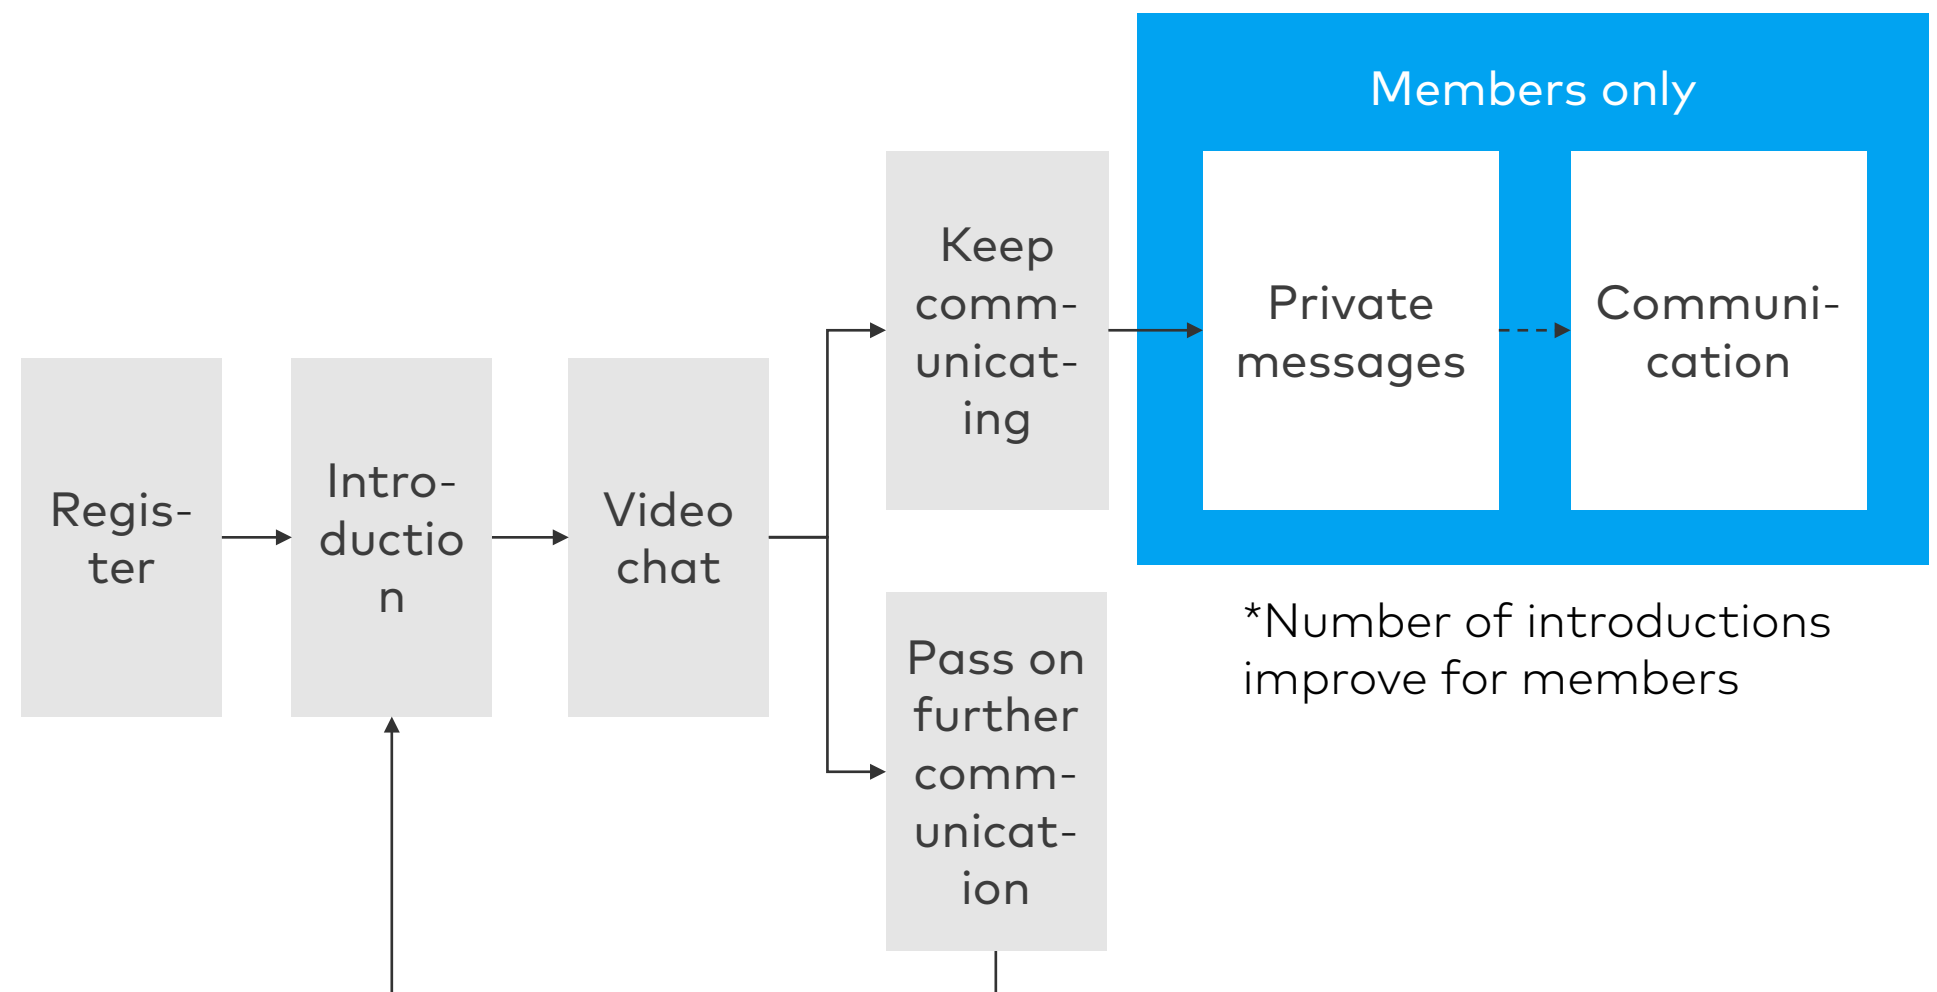 Members only
Regis-
ter
Intro-
ductio
n
Video
chat
Keep
comm-
unicat-
ing
Private
messages
Communi-
cation
Pass on
further
comm-
unicat-
ion
*Number of introductions
improve for members